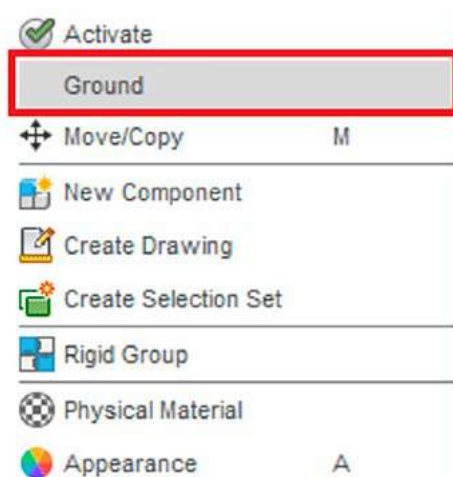 Activate
Ground
Move/Copy M
New Component
Create Drawing
Create Selection Set
Rigid Group
Physical Material
Appearance A